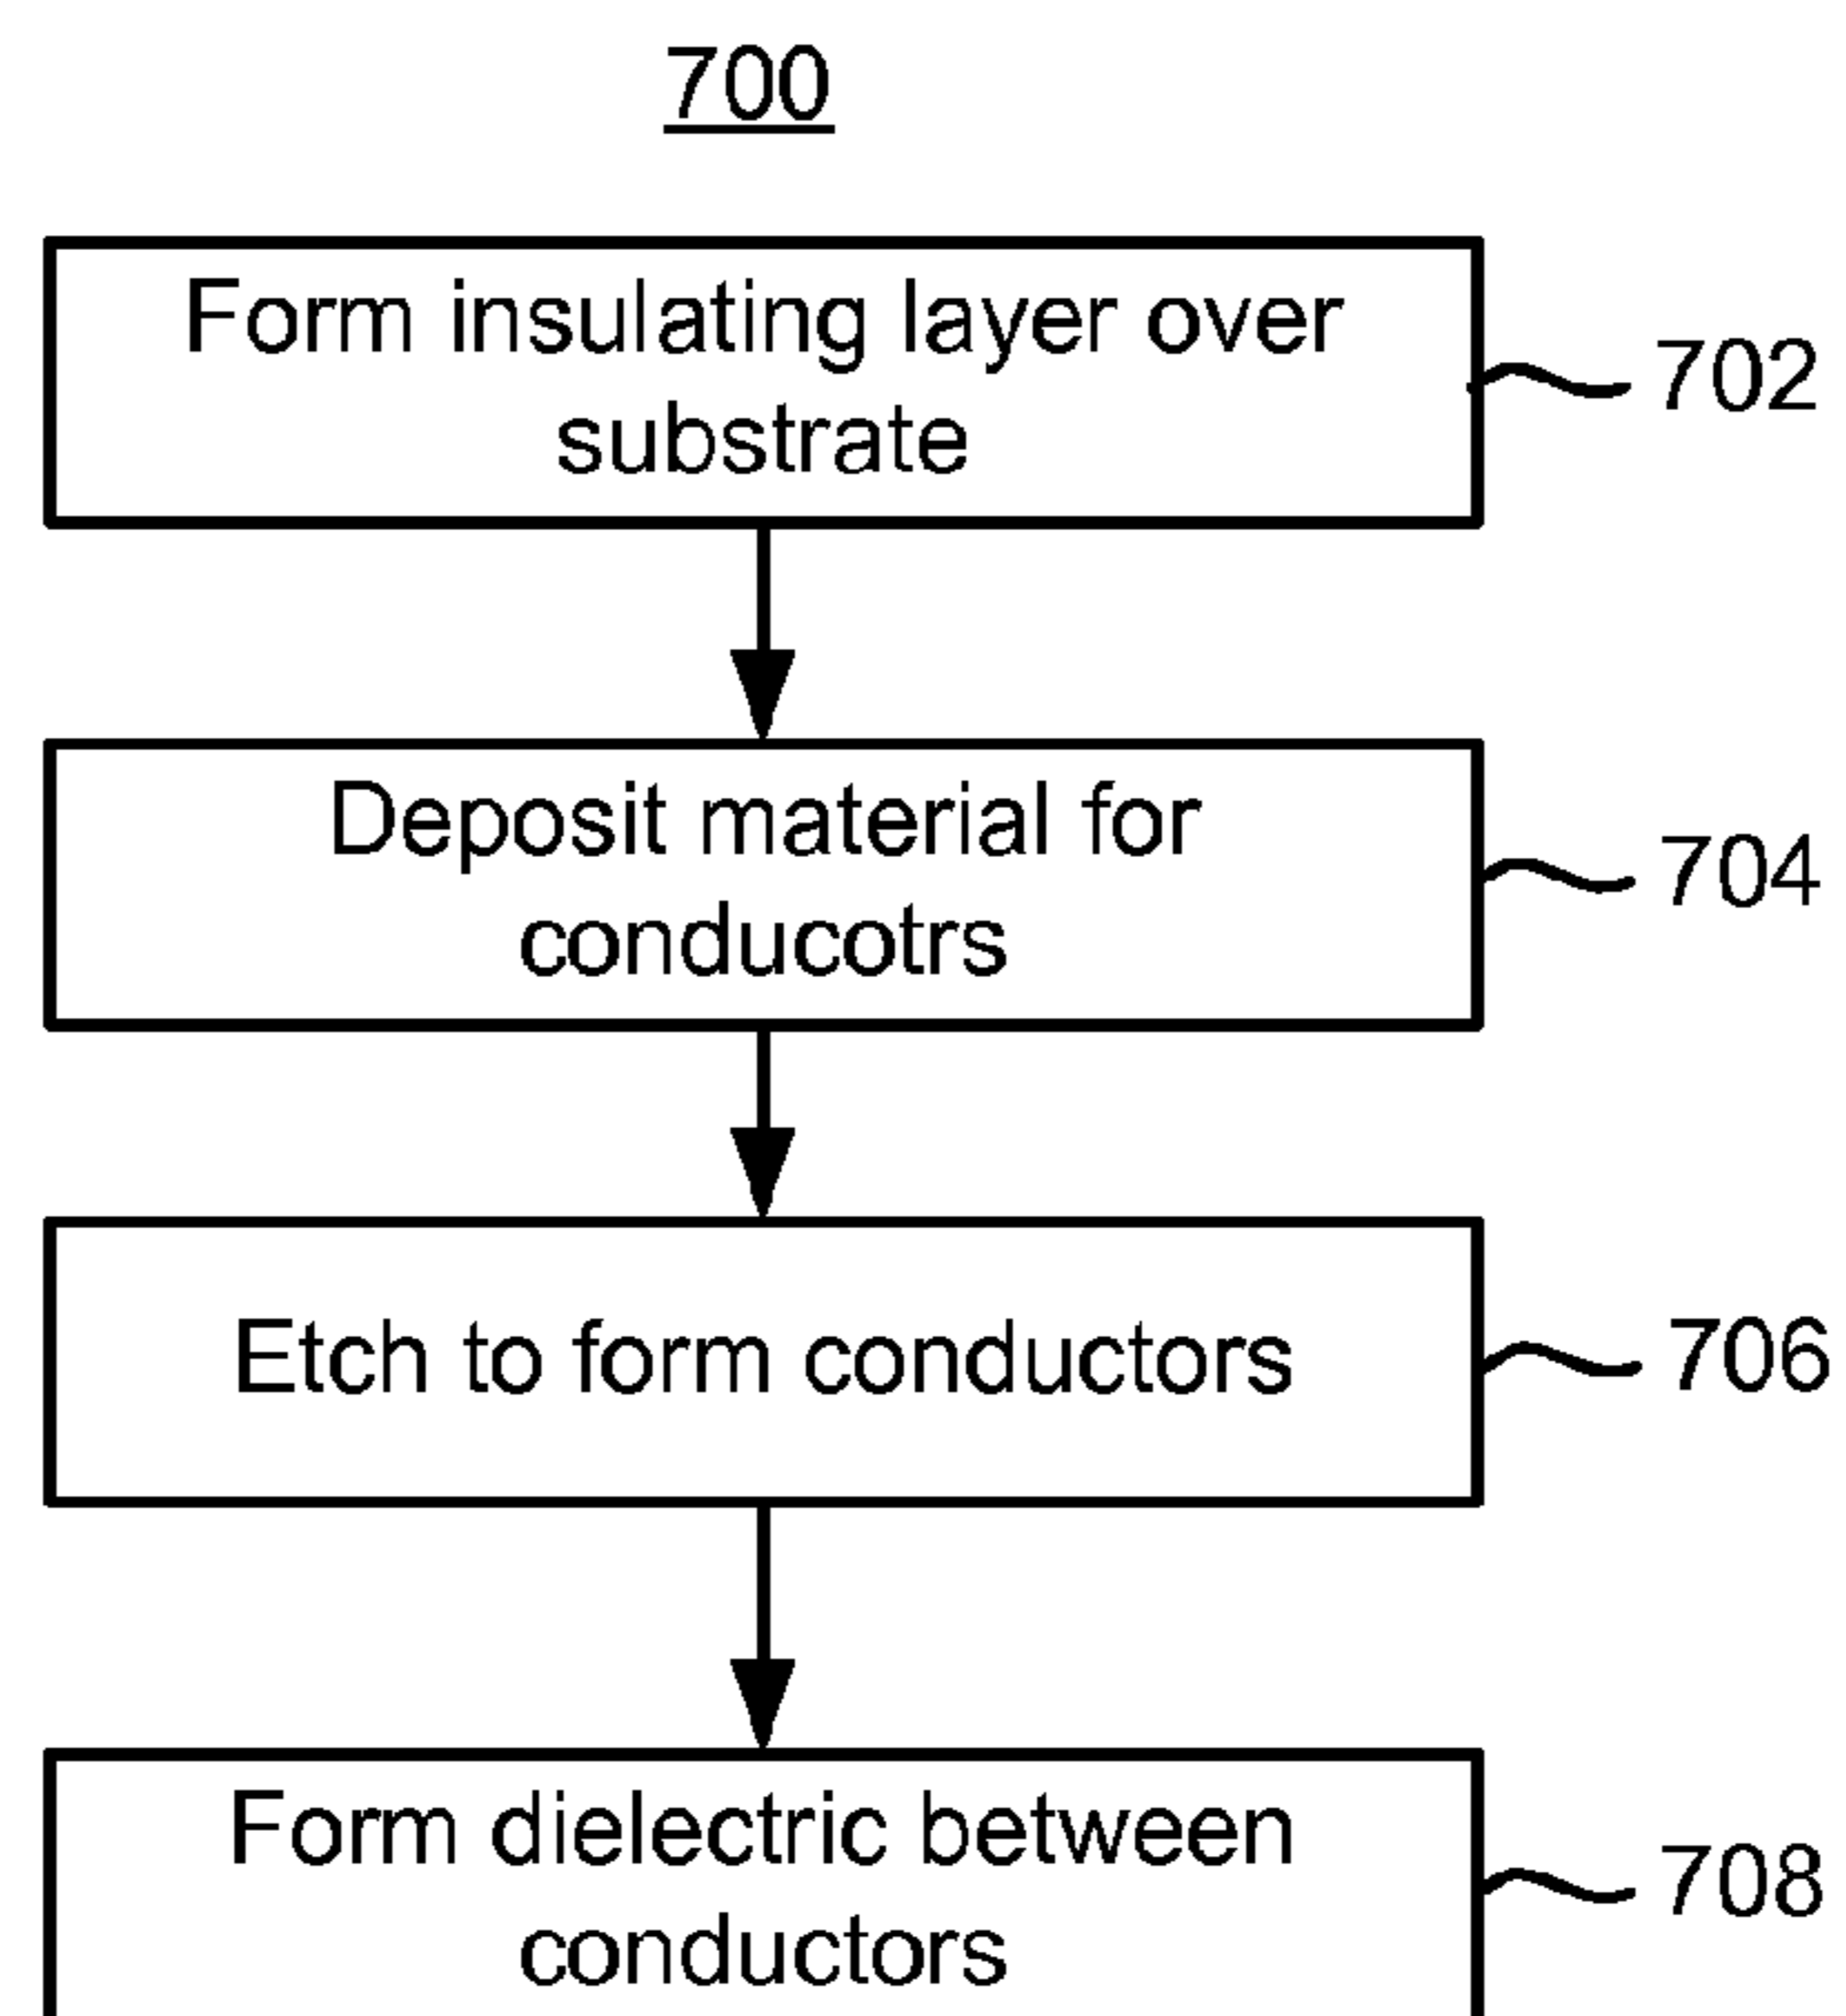 700
Form insulating layer over
substrate
702
Deposit material for
conducotrs
704
Etch to form conductors
706
Form dielectric between
conductors
708